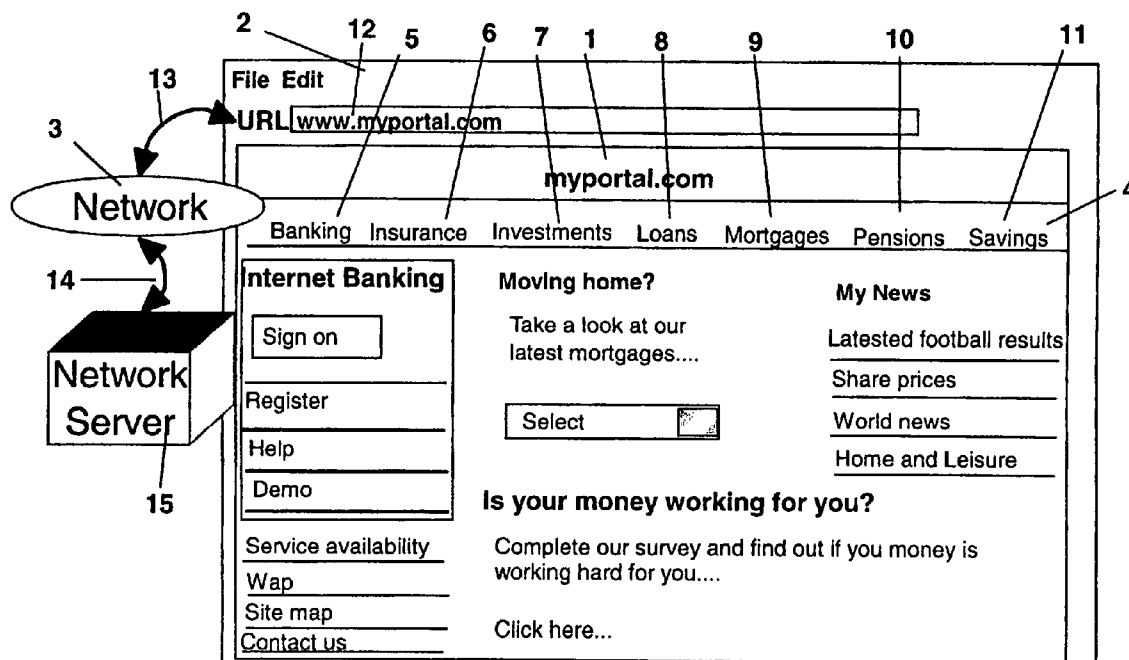 2 12 5 6 7 1 8 9 10 11
13
File Edit
URL www.myportal.com
3
myportal.com
4
Network
Banking Insurance Investments Loans Mortgages Pensions Savings
14
Internet Banking
Sign on
Register
Help
Demo
Service availability
Wap
Site map
Contact us
Moving home?
Take a look at our
latest mortgages....
Select
My News
Latested football results
Share prices
World news
Home and Leisure
Is your money working for you?
Complete our survey and find out if you money is
working hard for you....
Click here...
Network
Server
15